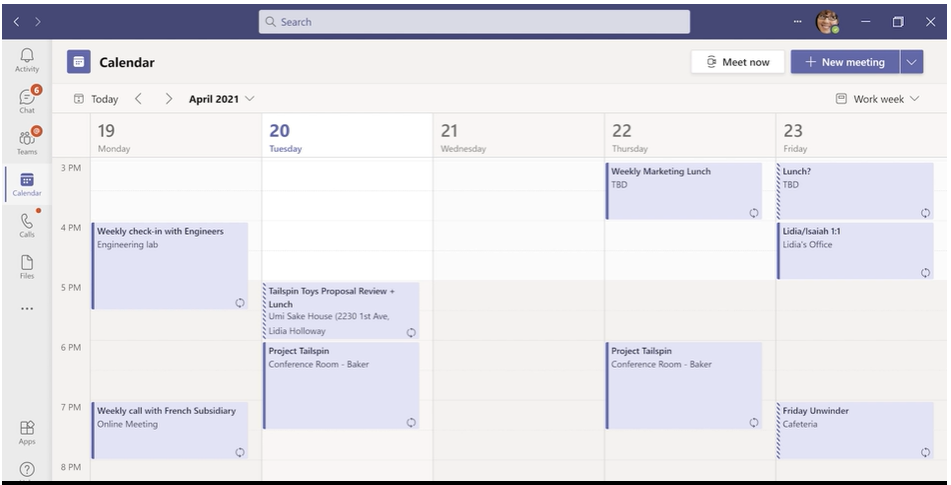 Search
Activity
6
Chat
@
Teams
Calendar
Calls
Files
Apps
Calendar
Meet now
New meeting
Today
April 2021
Work week
19
Monday
20
Tuesday
21
Wednesday
22
Thursday
23
Friday
3 PM
4 PM
5 PM
6 PM
7 PM
8 PM
Weekly check-in with Engineers
Engineering lab
Weekly call with French Subsidiary
Online Meeting
Tailspin Toys Proposal Review +
Lunch
Umi Sake House (2230 1st Ave,
Lidia Holloway
Project Tailspin
Conference Room - Baker
Weekly Marketing Lunch
TBD
Project Tailspin
Conference Room - Baker
Lunch?
TBD
Lidia/Isaiah 1:1
Lidia's Office
Friday Unwinder
Cafeteria